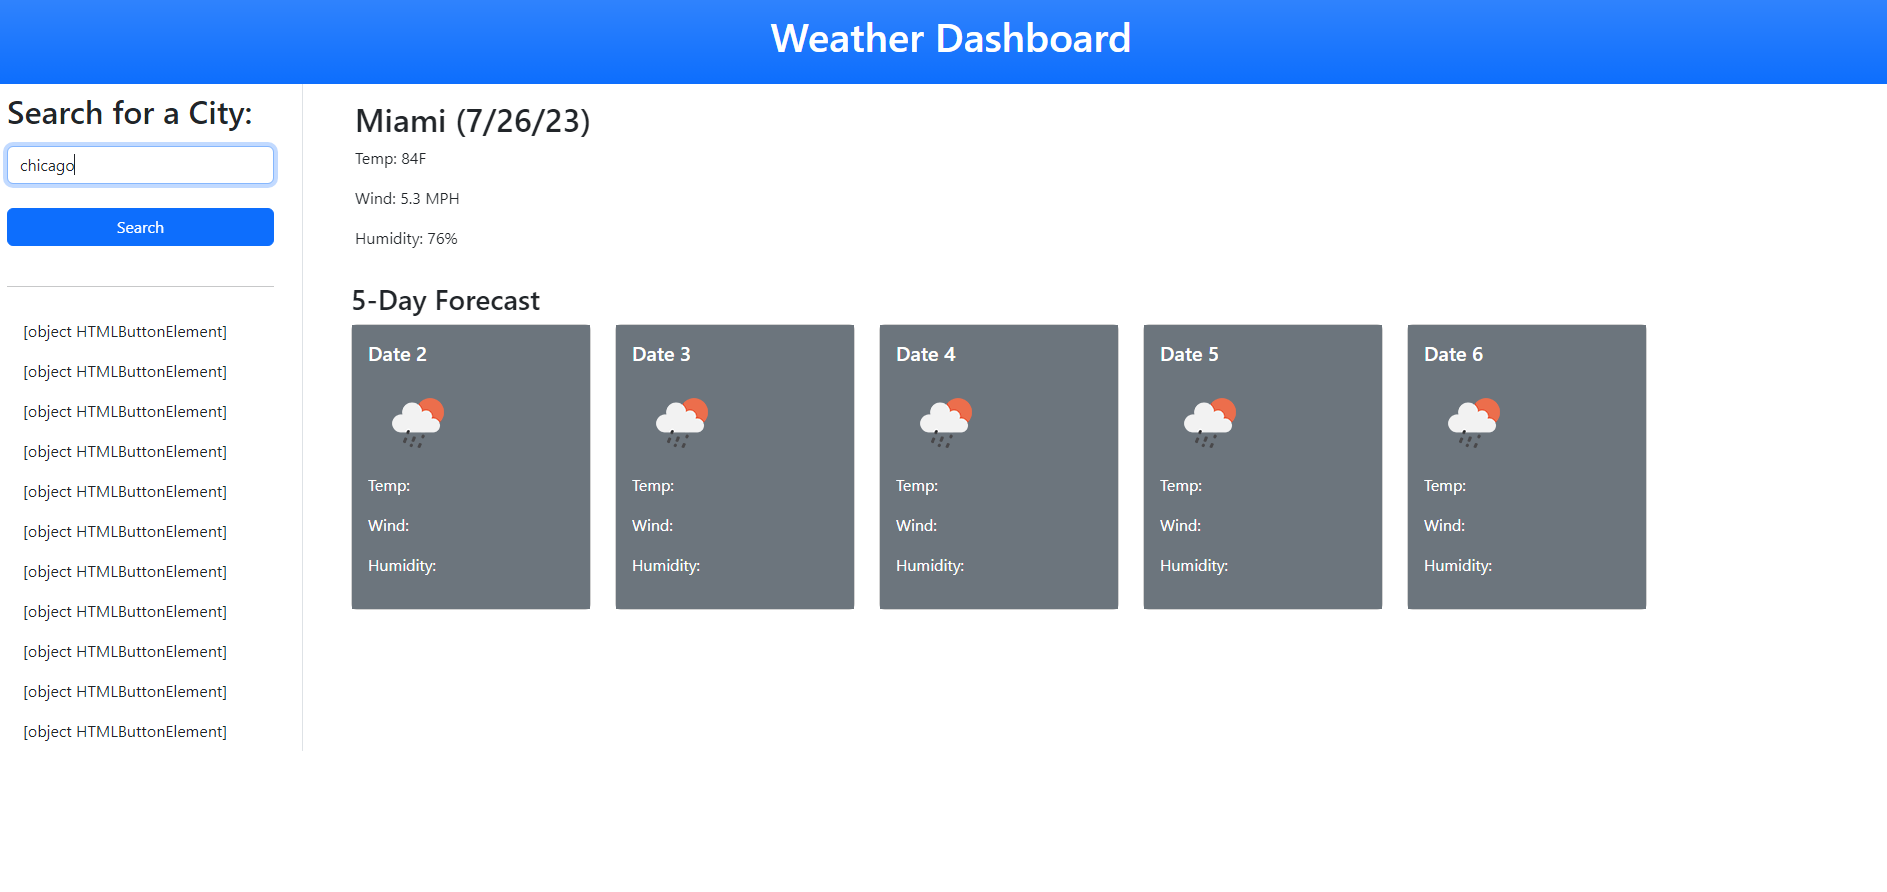 Weather Dashboard
Search for a City:
chicago
Search
[object HTMLButtonElement]
[object HTMLButtonElement]
[object HTMLButtonElement]
[object HTMLButtonElement]
[object HTMLButtonElement]
[object HTMLButtonElement]
[object HTMLButtonElement]
[object HTMLButtonElement]
[object HTMLButtonElement]
[object HTMLButtonElement]
[object HTMLButtonElement]
Miami (7/26/23)
Temp: 84F
Wind: 5.3 MPH
Humidity: 76%
5-Day Forecast
Date 2
Temp:
Wind:
Humidity:
Date 3
Temp:
Wind:
Humidity:
Date 4
Temp:
Wind:
Humidity:
Date 5
Temp:
Wind:
Humidity:
Date 6
Temp:
Wind:
Humidity: